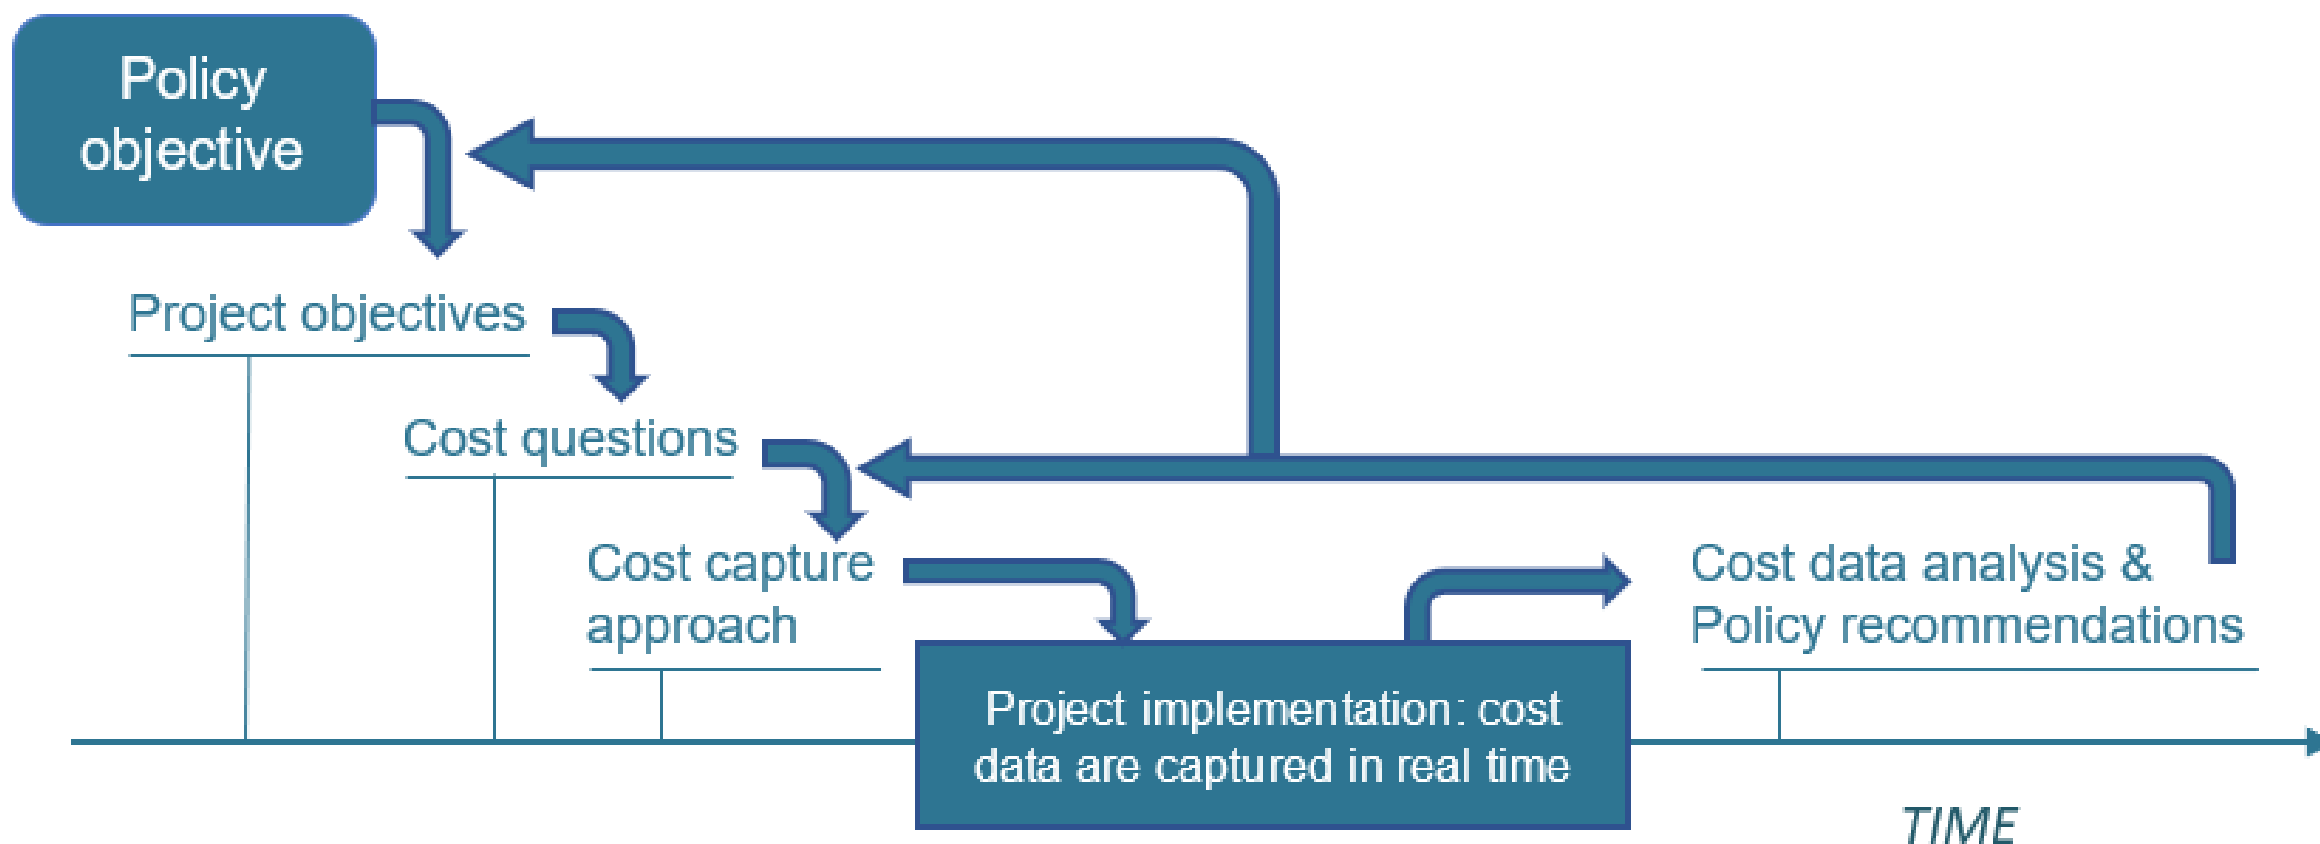 Policy
objective
Project objectives
Cost questions
Cost capture
approach
Project implementation: cost
data are captured in real time
Cost data analysis &
Policy recommendations
TIME